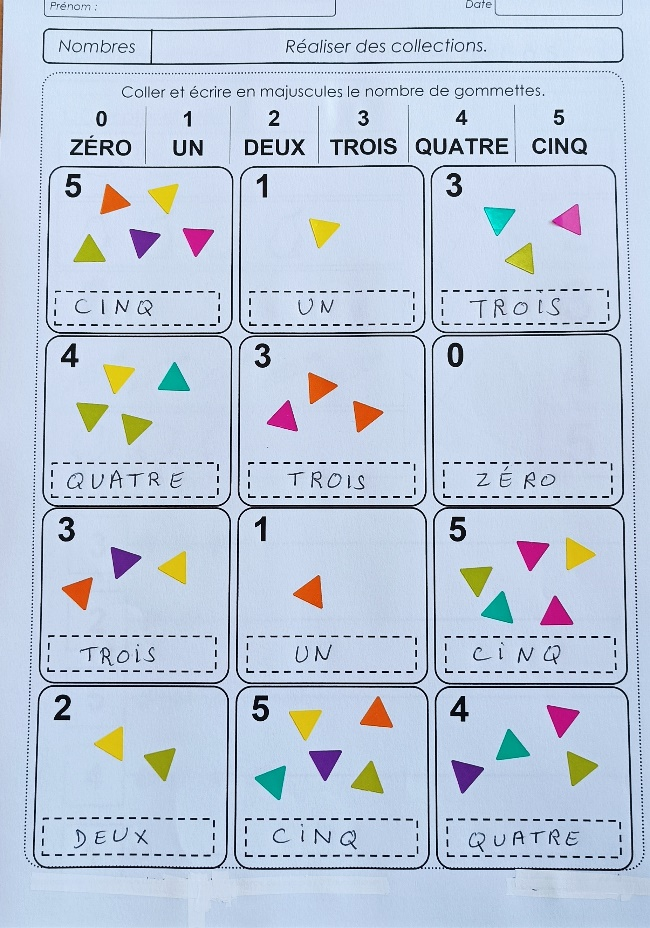 Prénom : Date
Nombres Réaliser des collections.
Coller et écrire en majuscules le nombre de gommettes.
0 1 2 3 4 5
ZÉRO UN DEUX TROIS QUATRE CINQ
5 1 3
CINQ UN TROIS
4 3 0
QUATRE TROIS ZÉRO
3 1 5
TROiS UN CiNQ
2 5 4
DEUX CiNQ QUATRE